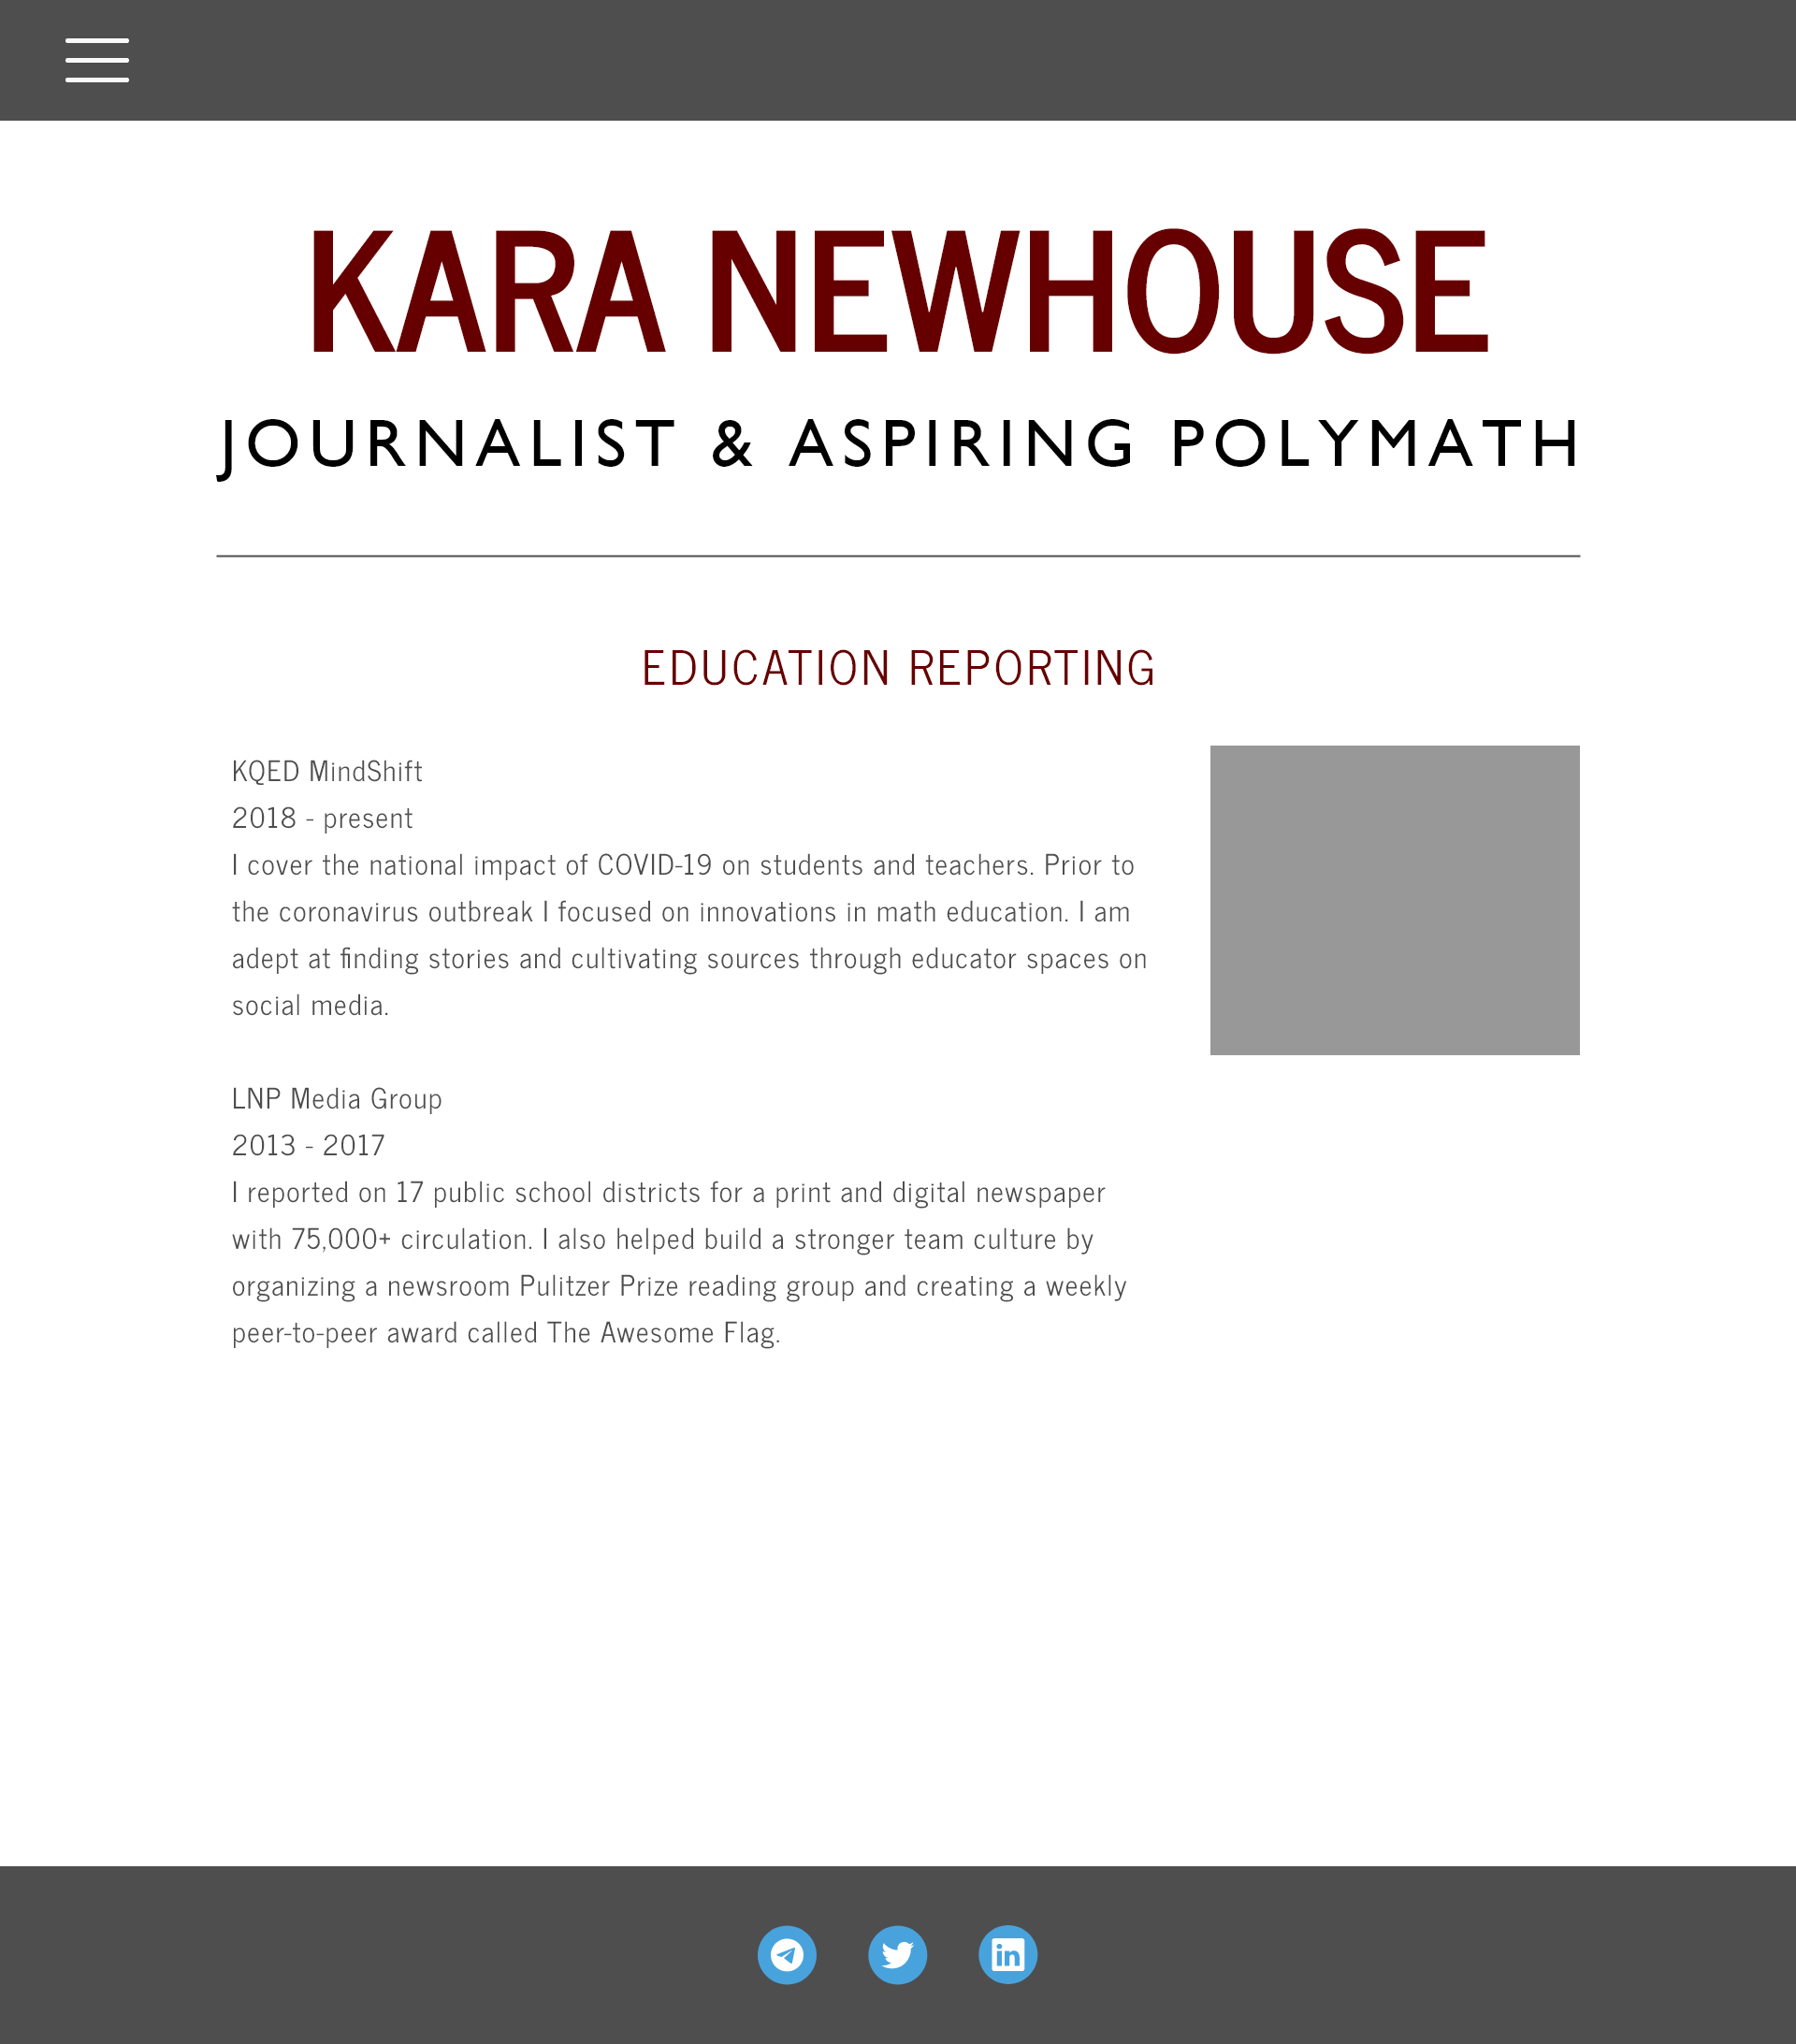 KARA NEWHOUSE
JOURNALIST & ASPIRING POLYMATH
EDUCATION REPORTING
KQED MindShift
2018 - present
I cover the national impact of COVID-19 on students and teachers. Prior to
the coronavirus outbreak I focused on innovations in math education. I am
adept at finding stories and cultivating sources through educator spaces on
social media.
LNP Media Group
2013 - 2017
I reported on 17 public school districts for a print and digital newspaper
with 75,000+ circulation. I also helped build a stronger team culture by
organizing a newsroom Pulitzer Prize reading group and creating a weekly
peer-to-peer award called The Awesome Flag.
in